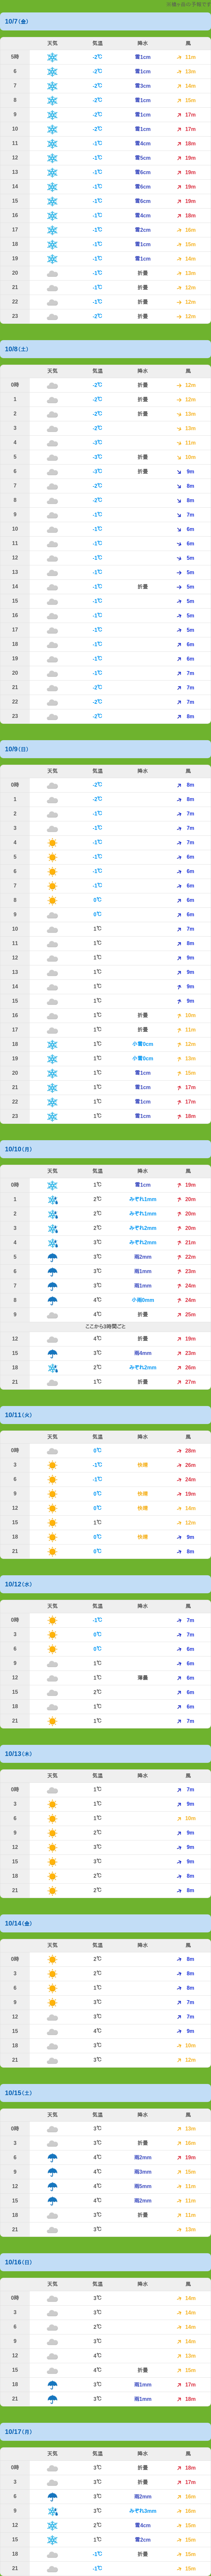 の予報です
10/7(金)
天気 気温 降水 風
5時 -2℃ 雪1cm 11m
6 -2℃ 雪1cm 13m
7 -2℃ 雪3cm 14m
8 -2℃ 雪1cm 15m
9 -2℃ 雪1cm 17m
10 -2℃ 雪1cm 17m
11 -1℃ 雪4cm 18m
12 -1℃ 雪5cm 19m
13 -1℃ 雪6cm 19m
14 -1℃ 雪6cm 19m
15 -1℃ 雪6cm 19m
16 -1℃ 雪4cm 18m
17 -1℃ 雪2cm 16m
18 -1℃ 雪1cm 15m
19 -1℃ 雪1cm 14m
20 -1℃ 折曇 13m
21 -1℃ 折曇 12m
22 -1℃ 折曇 12m
23 -2℃ 折曇 12m
10/8(土)
天気 気温 降水 風
0時 -2℃ 折曇 12m
1 -2℃ 折曇 12m
2 -2℃ 折曇 13m
3 -2℃ 13m
4 -3℃ 11m
5 -3℃ 折曇 10m
6 -3℃ 折曇 9m
7 -2℃ 8m
8 -2℃ 8m
9 -1℃ 7m
10 -1℃ 6m
11 -1℃ 6m
12 -1℃ 5m
13 -1℃ 5m
14 -1℃ 折曇 5m
15 -1℃ 5m
16 -1℃ 5m
17 -1℃ 5m
18 -1℃ 6m
19 -1℃ 6m
20 -1℃ 7m
21 -2℃ 7m
22 -2℃ 7m
23 -2℃ 8m
10/9(日)
天気 気温 降水 風
0時 -2℃ 8m
1 -2℃ 8m
2 -1℃ 7m
3 -1℃ 7m
4 -1℃ 7m
5 -1℃ 6m
6 -1℃ 6m
7 -1℃ 6m
8 0℃ 6m
9 0℃ 6m
10 1℃ 7m
11 1℃ 8m
12 1℃ 9m
13 1℃ 9m
14 1℃ 9m
15 1℃ 9m
16 1℃ 折曇 10m
17 1℃ 折曇 11m
18 1℃ 小雪0cm 12m
19 1℃ 小雪0cm 13m
20 1℃ 雪1cm 15m
21 1℃ 雪1cm 17m
22 1℃ 雪1cm 17m
23 1℃ 雪1cm 18m
10/10(月)
天気 気温 降水 風
0時 1℃ 雪1cm 19m
1 2℃ みぞれ1mm 20m
2 2℃ みぞれ1mm 20m
3 2℃ みぞれ2mm 20m
4 3℃ みぞれ2mm 21m
5 3℃ 雨2mm 22m
6 3℃ 雨1mm 23m
7 3℃ 雨1mm 24m
8 4℃ 小雨0mm 24m
9 4℃ 折曇 25m
ここから3時間ごと
12 4℃ 折曇 19m
15 3℃ 雨4mm 23m
18 2℃ みぞれ2mm 26m
21 1℃ 折曇 27m
10/11(火)
天気 気温 降水 風
0時 0℃ 28m
3 -1℃ 快晴 26m
6 -1℃ 24m
9 0℃ 快晴 19m
12 0℃ 快晴 14m
15 1℃ 12m
18 0℃ 快晴 9m
21 0℃ 8m
10/12(水)
天気 気温 降水 風
0時 -1℃ 7m
3 0℃ 7m
6 0℃ 6m
9 1℃ 6m
12 1℃ 薄曇 6m
15 2℃ 6m
18 1℃ 6m
21 1℃ 7m
10/13(木)
天気 気温 降水 風
0時 1℃ 7m
3 1℃ 9m
6 1℃ 10m
9 2℃ 9m
12 3℃ 9m
15 3℃ 9m
18 2℃ 8m
21 2℃ 8m
10/14(金)
天気 気温 降水 風
0時 2℃ 8m
3 2℃ 8m
6 1℃ 8m
9 3℃ 7m
12 3℃ 7m
15 4℃ 9m
18 3℃ 10m
21 3℃ 12m
10/15(土)
天気 気温 降水 風
0時 3℃ 13m
3 3℃ 折曇 16m
6 4℃ 雨2mm 19m
9 4℃ 雨3mm 15m
12 4℃ 雨5mm 11m
15 4℃ 雨2mm 11m
18 3℃ 折曇 11m
21 3℃ 13m
10/16(日)
天気 気温 降水 風
0時 3℃ 14m
3 3℃ 14m
6 2℃ 14m
9 3℃ 14m
12 4℃ 13m
15 4℃ 折曇 15m
18 3℃ 雨1mm 17m
21 3℃ 雨1mm 18m
10/17(月)
天気 気温 降水 風
0時 3℃ 折曇 18m
3 3℃ 折曇 17m
6 3℃ 雨2mm 16m
9 3℃ みぞれ3mm 16m
12 2℃ 雪4cm 15m
15 1℃ 雪2cm 15m
18 -1℃ 折曇 15m
21 -1℃ 15m